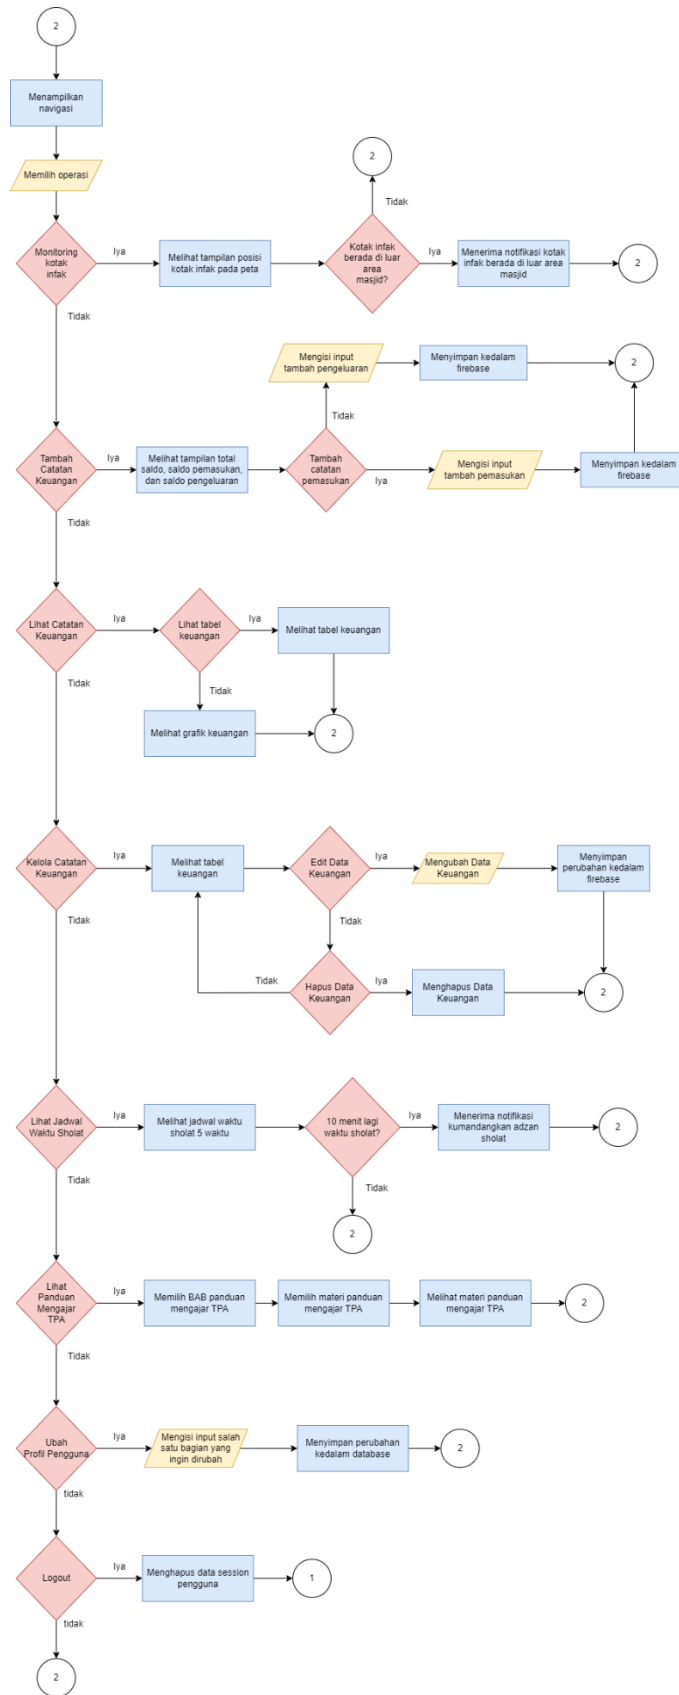 2
Menampilkan
navigasi
Memilih operasi
2
Tidak
Monitoring
kotak
infak
Iya
Melihat tampilan posisi
kotak infak pada peta
Kotak infak
berada di luar
area
masjid?
Iya
Menerima notifikasi kotak
infak berada di luar area
masjid
2
Tidak
Mengisi input
tambah pengeluaran
Menyimpan kedalam
firebase
2
Tidak
Tambah
Catatan
Keuangan
Iya
Melihat tampilan total
saldo, saldo pemasukan,
dan saldo pengeluaran
Tambah
catatan
pemasukan
Iya
Mengisi input
tambah pemasukan
Menyimpan kedalam
firebase
Tidak
Lihat Catatan
Keuangan
Iya
Lihat tabel
keuangan
Iya
Melihat tabel keuangan
Tidak
Tidak
Melihat grafik keuangan
2
Kelola Catatan
Keuangan
Iya
Melihat tabel
keuangan
Edit Data
Keuangan
Iya
Mengubah Data
Keuangan
Menyimpan
perubahan kedalam
firebase
Tidak
Tidak
Tidak
Hapus Data
Keuangan
Iya
Menghapus Data
Keuangan
2
Lihat Jadwal
Waktu Sholat
Iya
Melihat jadwal waktu
sholat 5 waktu
10 menit lagi
waktu sholat?
Iya
Menerima notifikasi
kumandangkan adzan
sholat
2
Tidak
Tidak
2
Lihat
Panduan
Mengajar
TPA
Iya
Memilih BAB panduan
mengajar TPA
Memilih materi panduan
mengajar TPA
Melihat materi panduan
mengajar TPA
2
Tidak
Ubah
Profil Pengguna
Iya
Mengisi input salah
satu bagian yang
ingin dirubah
Menyimpan perubahan
kedalam database
2
tidak
Logout
Iya
Menghapus data session
pengguna
1
tidak
2